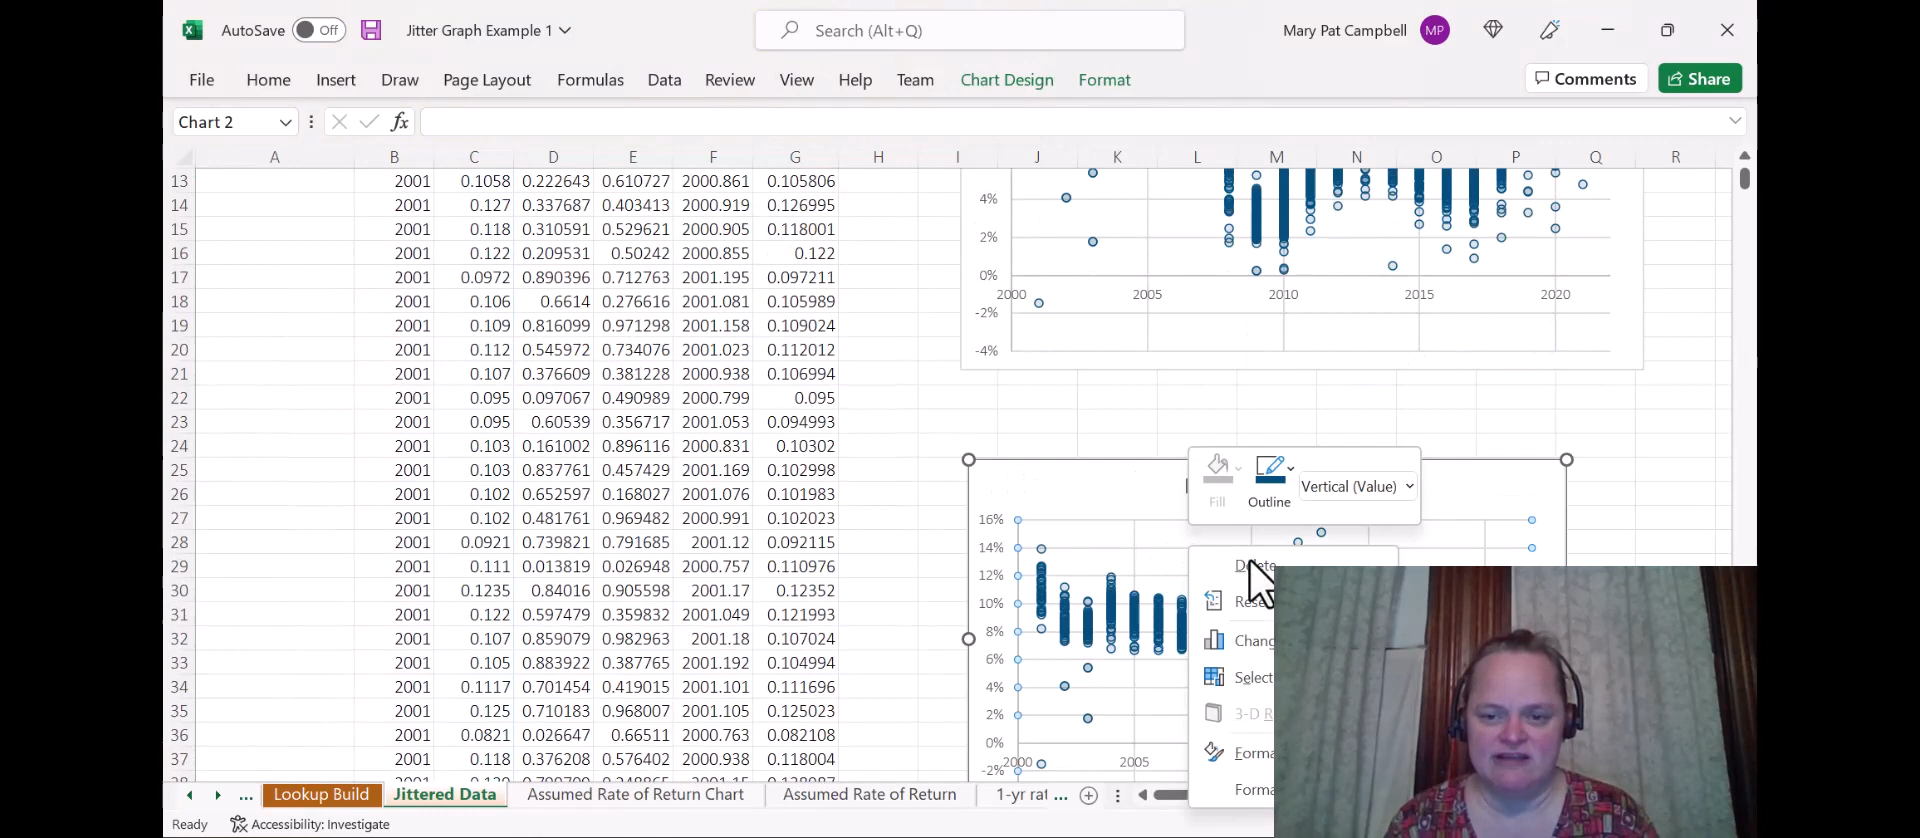 AutoSave Off Jitter Graph Example 1 Search (Alt+Q) Mary Pat Campbell MP
File Home Insert Draw Page Layout Formulas Data Review View Help Team Chart Design Format Comments Share
Chart 2 fx
A B C D E F G H I J K L M N O P Q R
13 2001 0.1058 0.222643 0.610727 2000.861 0.105806
14 2001 0.127 0.337687 0.403413 2000.919 0.126995
15 2001 0.118 0.310591 0.529621 2000.905 0.118001
16 2001 0.122 0.209531 0.50242 2000.855 0.122
17 2001 0.0972 0.890396 0.712763 2001.195 0.097211
18 2001 0.106 0.6614 0.276616 2001.081 0.105989
19 2001 0.109 0.816099 0.971298 2001.158 0.109024
20 2001 0.112 0.545972 0.734076 2001.023 0.112012
21 2001 0.107 0.376609 0.381228 2000.938 0.106994
22 2001 0.095 0.097067 0.490989 2000.799 0.095
23 2001 0.095 0.60539 0.356717 2001.053 0.094993
24 2001 0.103 0.161002 0.896116 2000.831 0.10302
25 2001 0.103 0.837761 0.457429 2001.169 0.102998
26 2001 0.102 0.652597 0.168027 2001.076 0.101983
27 2001 0.102 0.481761 0.969482 2000.991 0.102023
28 2001 0.0921 0.739821 0.791685 2001.12 0.092115
29 2001 0.111 0.013819 0.026948 2000.757 0.110976
30 2001 0.1235 0.84016 0.905598 2001.17 0.12352
31 2001 0.122 0.597479 0.359832 2001.049 0.121993
32 2001 0.107 0.859079 0.982963 2001.18 0.107024
33 2001 0.105 0.883922 0.387765 2001.192 0.104994
34 2001 0.1117 0.701454 0.419015 2001.101 0.111696
35 2001 0.125 0.710183 0.968007 2001.105 0.125023
36 2001 0.0821 0.026647 0.66511 2000.763 0.082108
37 2001 0.118 0.376208 0.576402 2000.938 0.118004
4%
2%
0%
2000 2005 2010 2015 2020
-2%
-4%
Fill Outline Vertical (Value)
16%
14%
12%
10%
8%
6%
4%
2%
0%
-2%
2000 2005
Delete
Rese
Chang
Select
3-D R
Forma
Forma
... Lookup Build Jittered Data Assumed Rate of Return Chart Assumed Rate of Return 1-yr rat ...
Ready Accessibility: Investigate